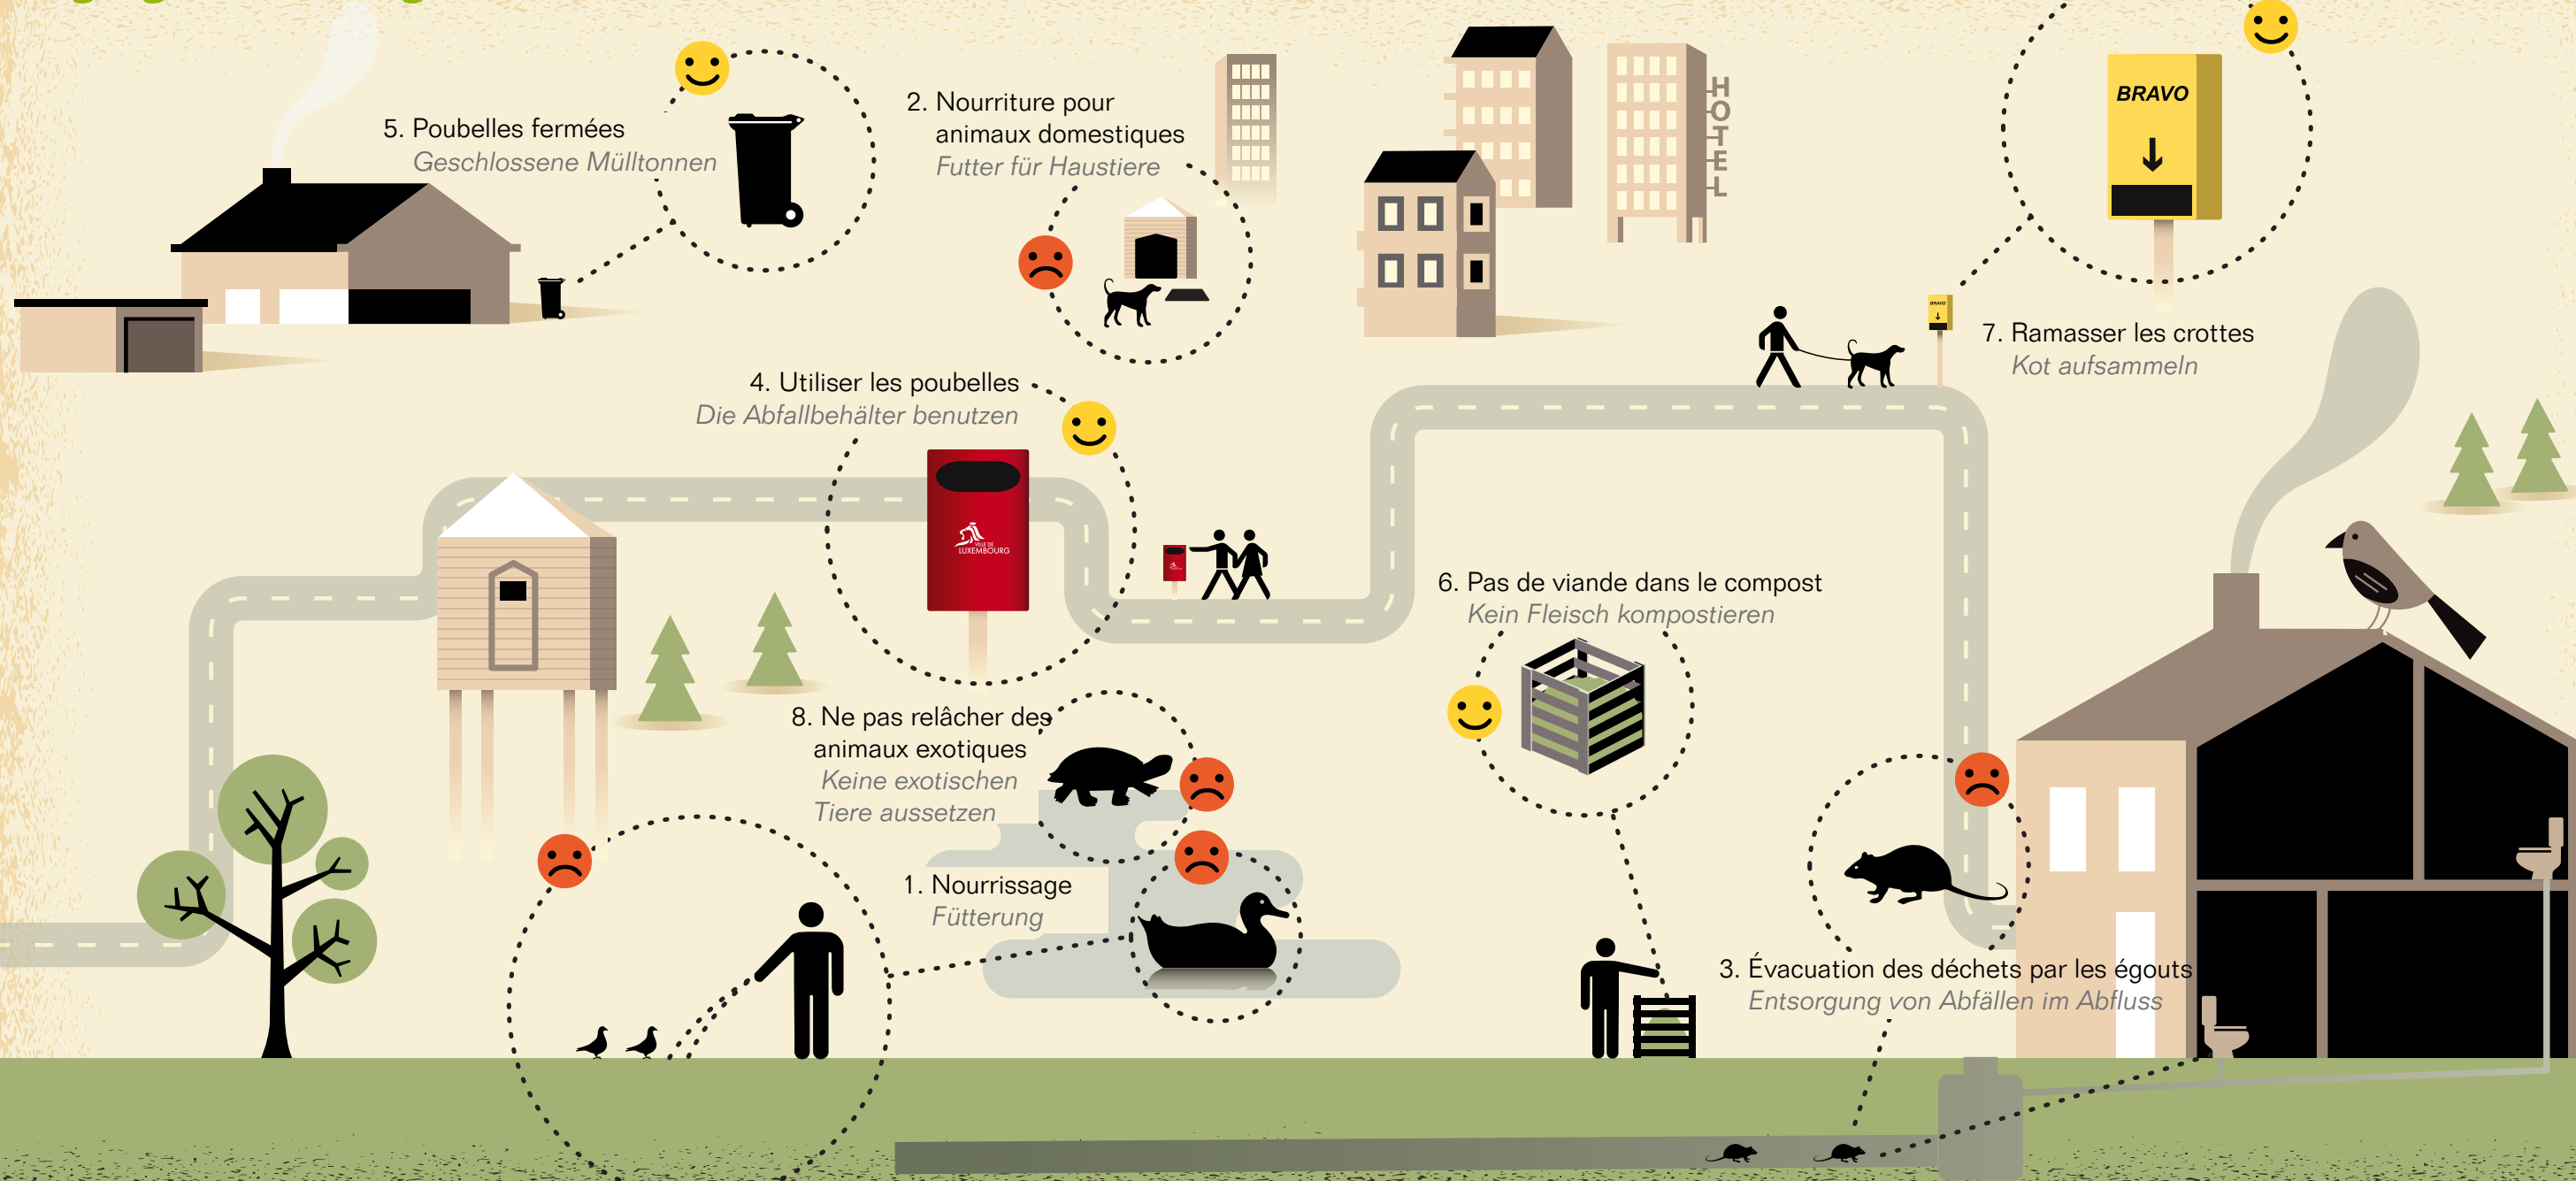 5. Poubelles fermées
Geschlossene Mülltonnen
2. Nourriture pour
animaux domestiques
Futter für Haustiere
HOTEL
BRAVO
BRAVO
7. Ramasser les crottes
Kot aufsammeln
4. Utiliser les poubelles
Die Abfallbehälter benutzen
VILLE DE
LUXEMBOURG
6. Pas de viande dans le compost
Kein Fleisch kompostieren
8. Ne pas relâcher des
animaux exotiques
Keine exotischen
Tiere aussetzen
1. Nourrissage
Fütterung
3. Évacuation des déchets par les égouts
Entsorgung von Abfällen im Abfluss